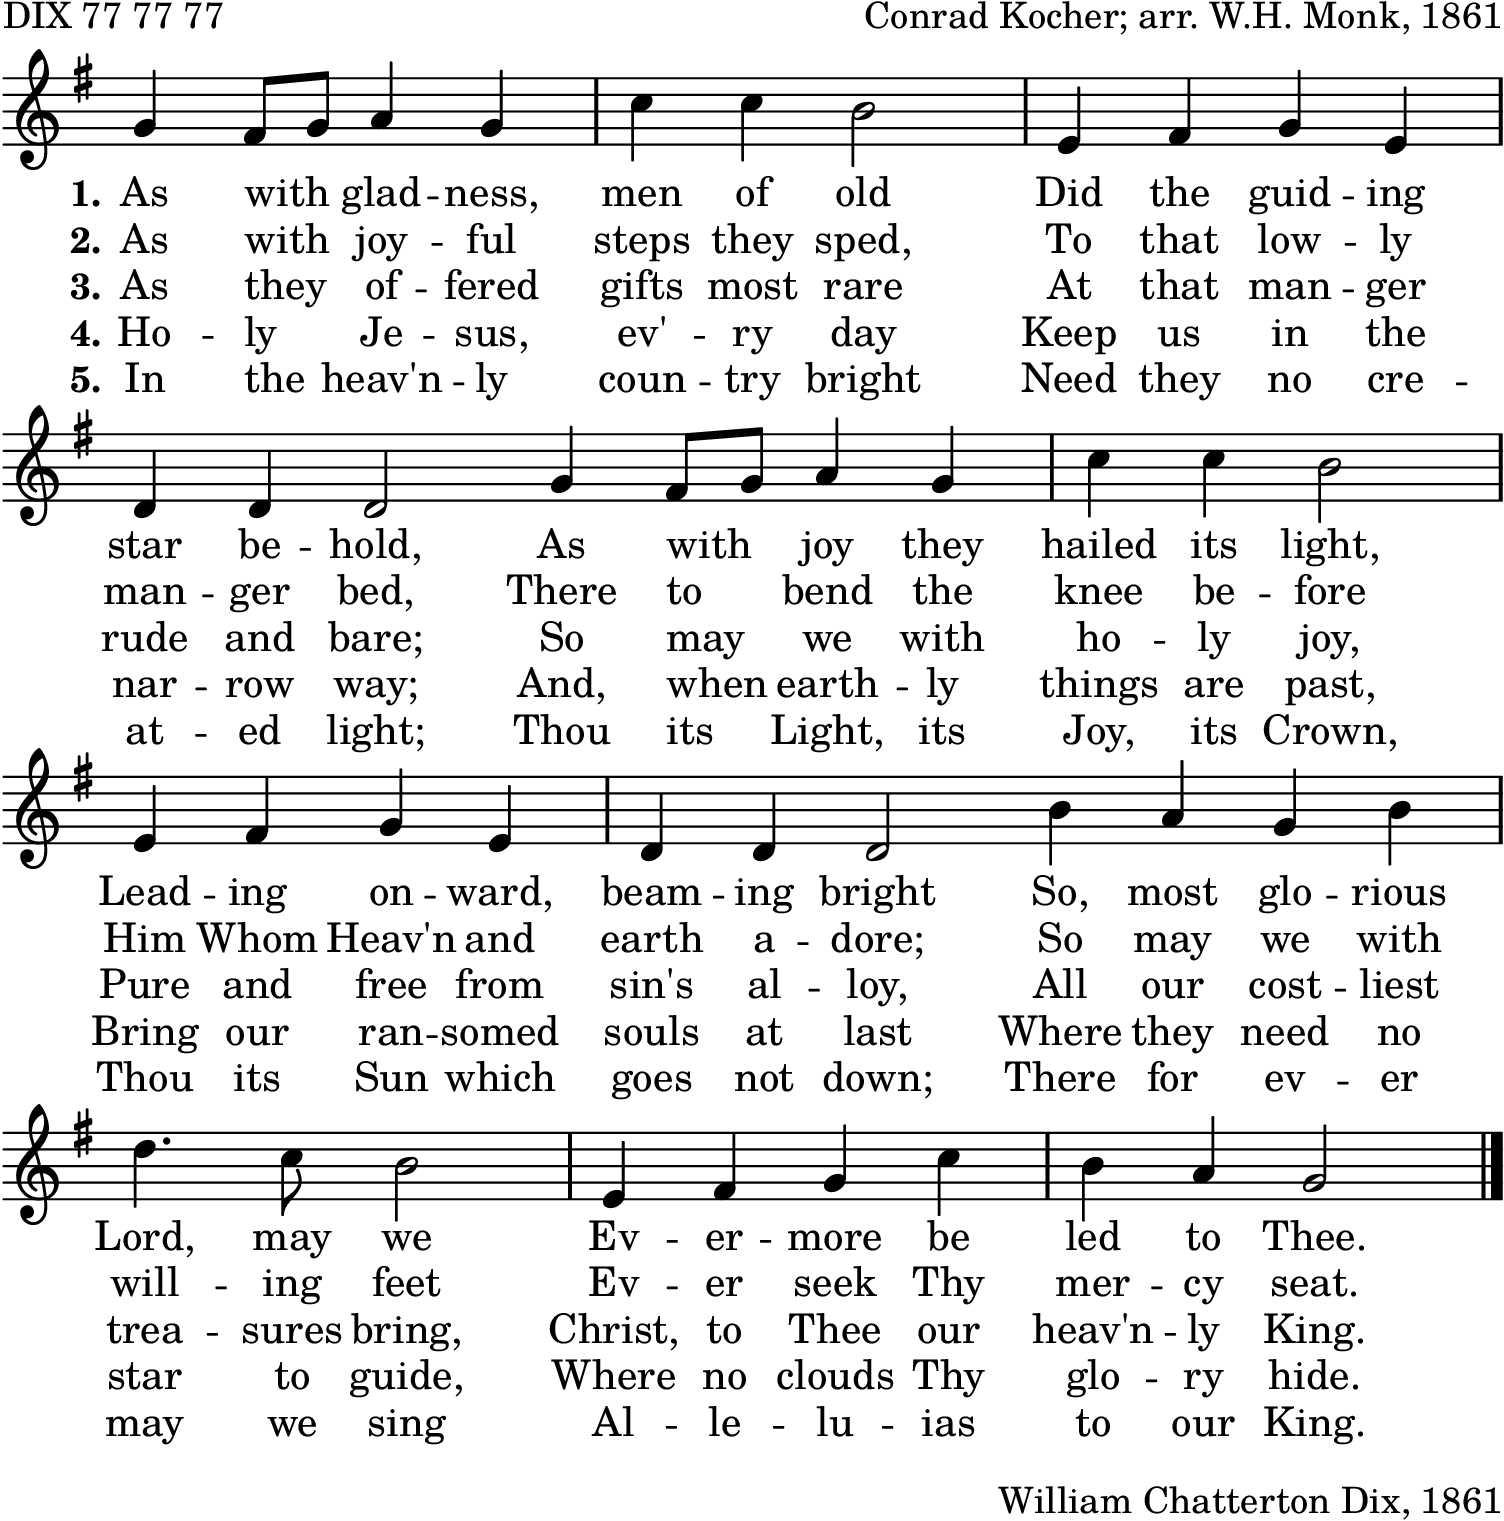 DIX 77 77 77
Conrad Kocher; arr. W.H. Monk, 1861
1. As with glad -- ness, men of old Did the guid -- ing
2. As with joy -- ful steps they sped, To that low -- ly
3. As they of -- fered gifts most rare At that man -- ger
4. Ho -- ly Je -- sus, ev' -- ry day Keep us in the
5. In the heav'n -- ly coun -- try bright Need they no cre --
star be -- hold, As with joy they hailed its light,
man -- ger bed, There to bend the knee be -- fore
rude and bare; So may we with ho -- ly joy,
nar -- row way; And, when earth -- ly things are past,
at -- ed light; Thou its Light, its Joy, its Crown,
Lead -- ing on -- ward, beam -- ing bright So, most glo -- rious
Him Whom Heav'n and earth a -- dore; So may we with
Pure and free from sin's al -- loy, All our cost -- liest
Bring our ran -- somed souls at last Where they need no
Thou its Sun which goes not down; There for ev -- er
Lord, may we Ev -- er -- more be led to Thee.
will -- ing feet Ev -- er seek Thy mer -- cy seat.
trea -- sures bring, Christ, to Thee our heav'n -- ly King.
star to guide, Where no clouds Thy glo -- ry hide.
may we sing Al -- le -- lu -- ias to our King.
William Chatterton Dix, 1861